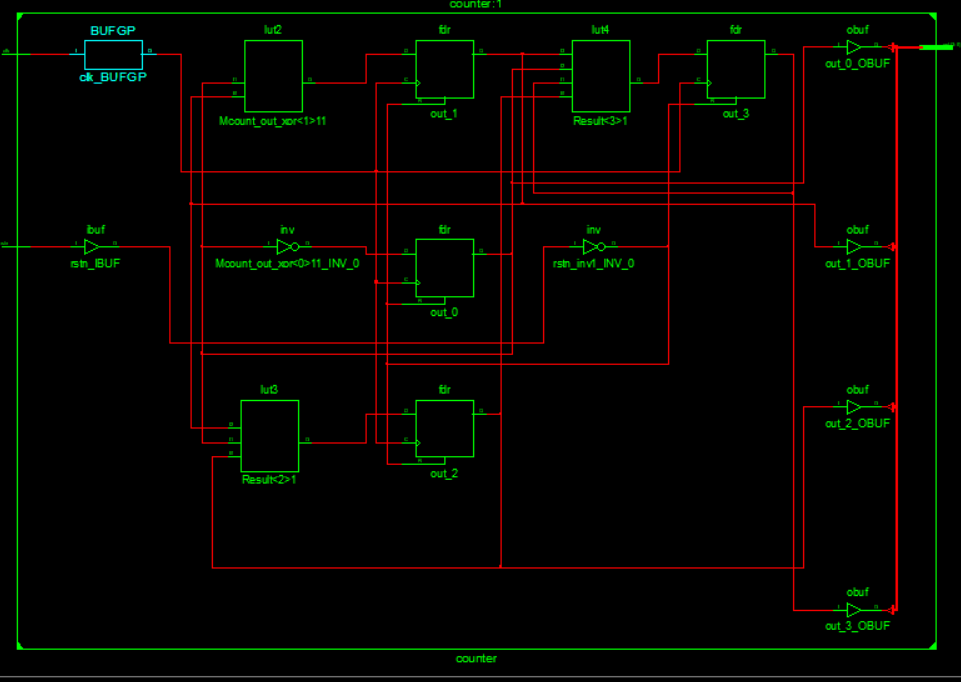 counter:1
BUFGP
clk_BUFGP
lut2
Mcount_out_xor<1>11
fdr
out_1
lut4
Result<3>1
fdr
out_3
obuf
out_0_OBUF
ibuf
rstn_IBUF
inv
Mcount_out_xor<0>11_INV_0
fdr
out_0
inv
rstn_inv1_INV_0
obuf
out_1_OBUF
lut3
Result<2>1
fdr
out_2
obuf
out_2_OBUF
obuf
out_3_OBUF
counter